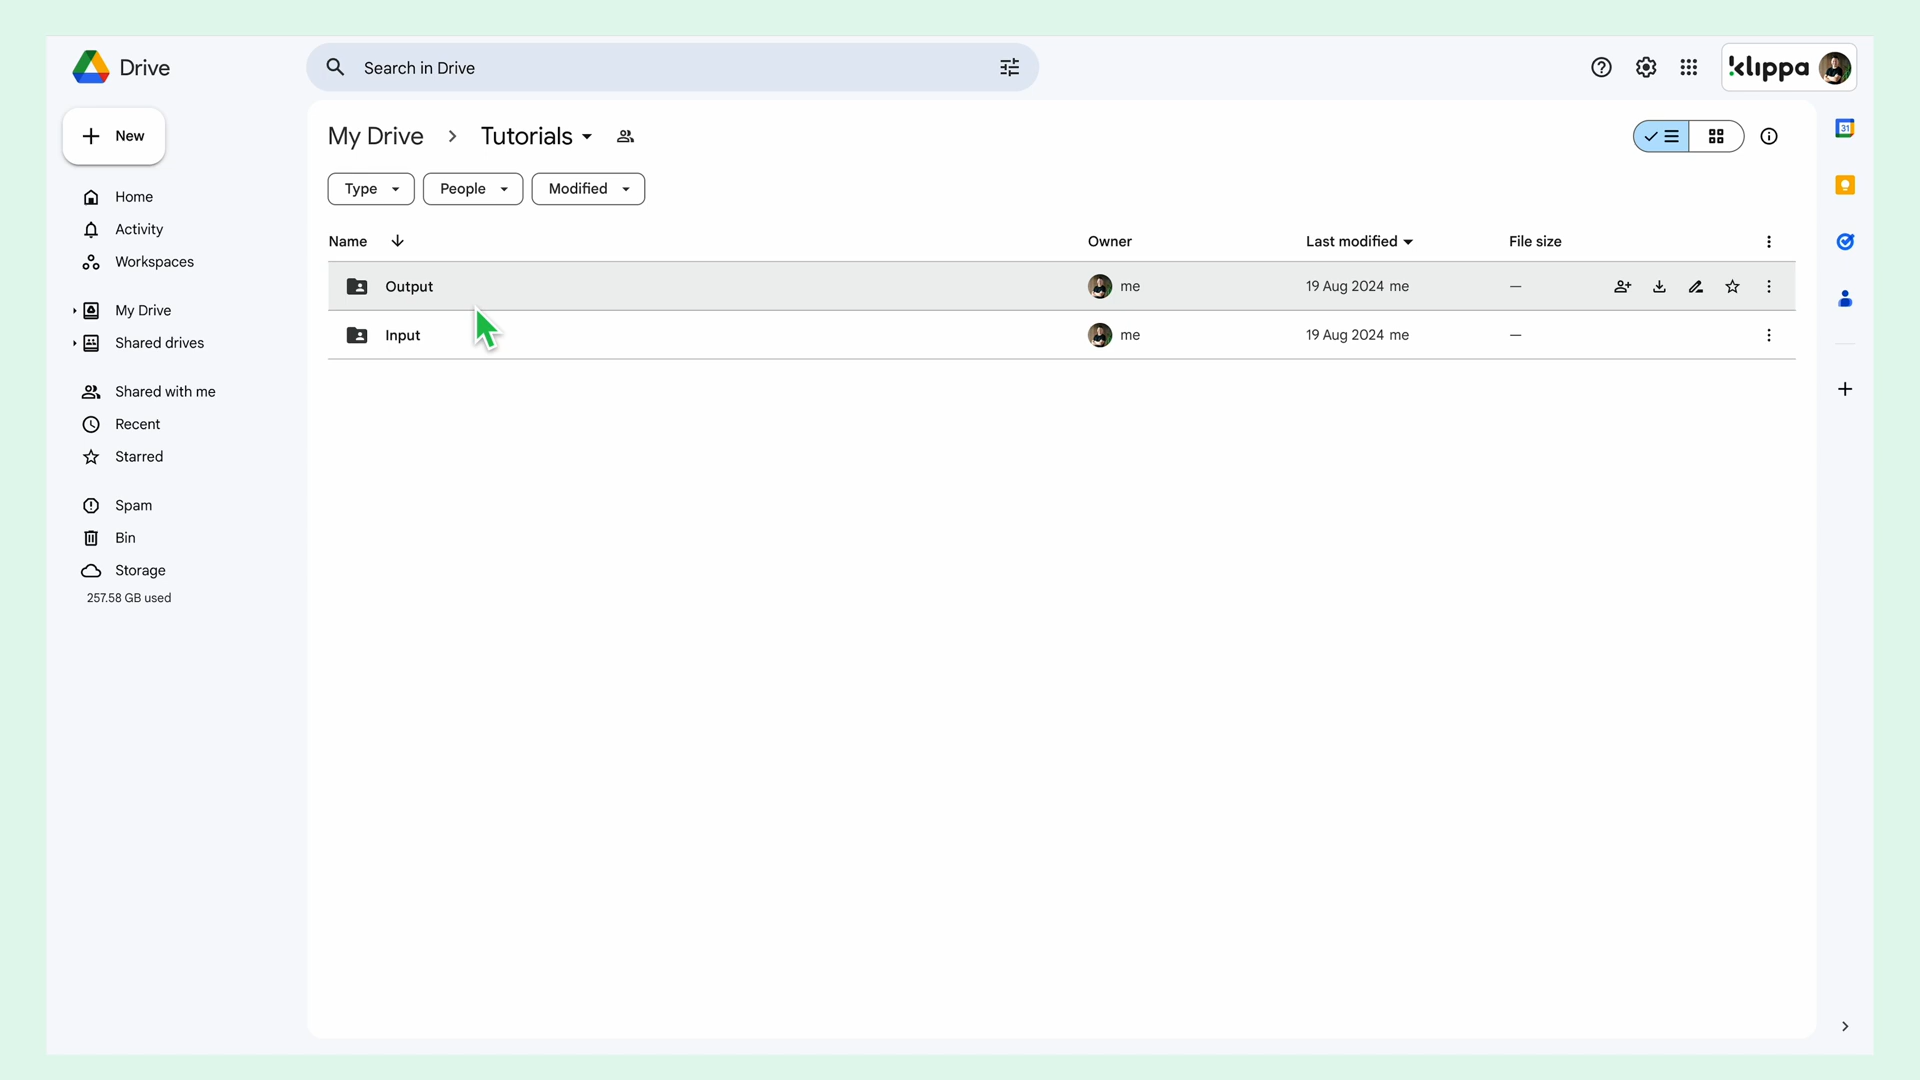 Drive
Search in Drive
klippa
New
My Drive
Tutorials
Type
People
Modified
Home
Activity
Workspaces
My Drive
Shared drives
Shared with me
Recent
Starred
Spam
Bin
Storage
257.58 GB used
Name Owner Last modified File size
Output me 19 Aug 2024 me —
Input me 19 Aug 2024 me —
31